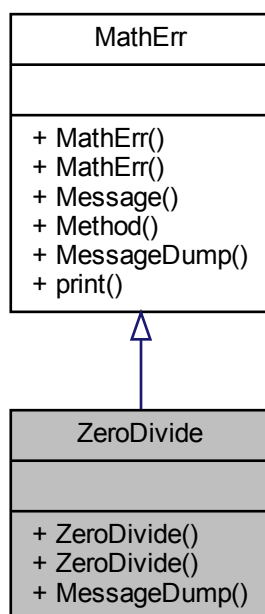 MathErr
+ MathErr()
+ MathErr()
+ Message()
+ Method()
+ MessageDump()
+ print()
ZeroDivide
+ ZeroDivide()
+ ZeroDivide()
+ MessageDump()